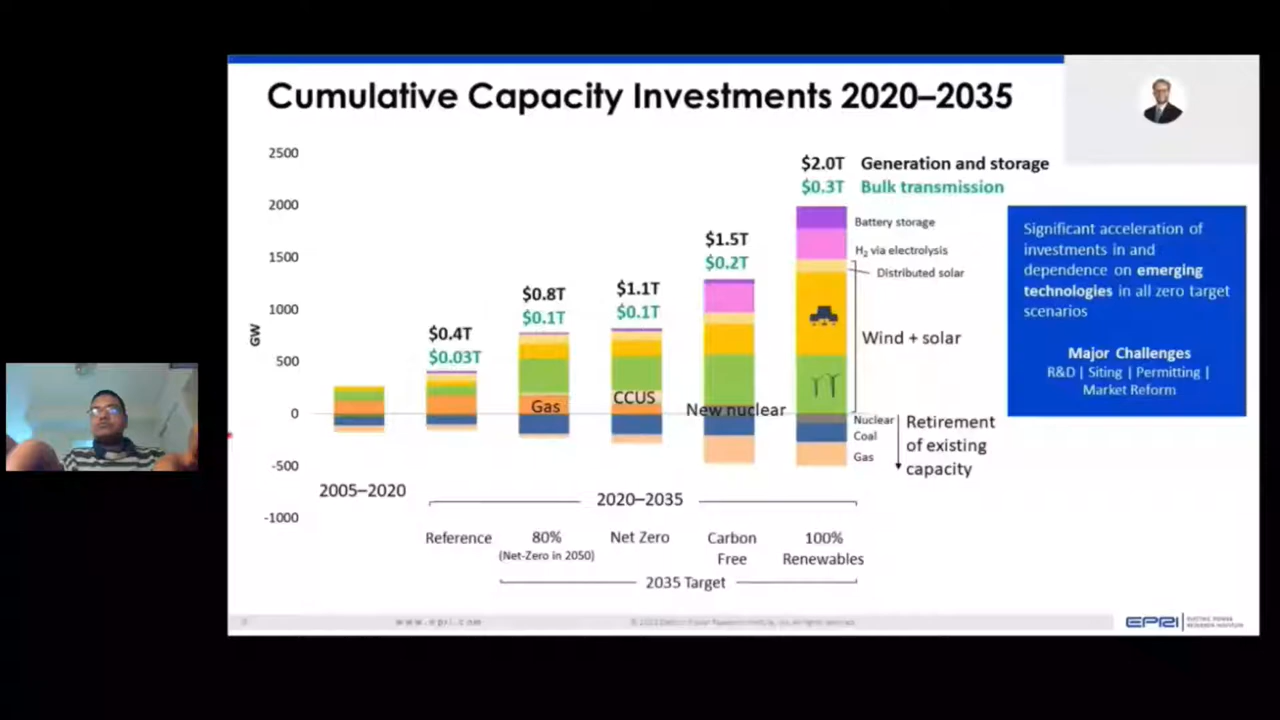 Cumulative Capacity Investments 2020–2035
2500
2000
1500
1000
500
0
-500
-1000
GW
$0.4T
$0.03T
$0.8T
$0.1T
$1.1T
$0.1T
$1.5T
$0.2T
$2.0T Generation and storage
$0.3T Bulk transmission
Battery storage
H₂ via electrolysis
Distributed solar
Wind + solar
Gas
CCUS
New nuclear
Nuclear
Coal
Gas
Retirement
of existing
capacity
2005–2020
2020–2035
Reference
80%
(Net-Zero in 2050)
Net Zero
Carbon
Free
100%
Renewables
2035 Target
Significant acceleration of
investments in and
dependence on emerging
technologies in all zero target
scenarios
Major Challenges
R&D | Siting | Permitting |
Market Reform
www.epri.com
EPRI
ELECTRIC POWER
RESEARCH INSTITUTE